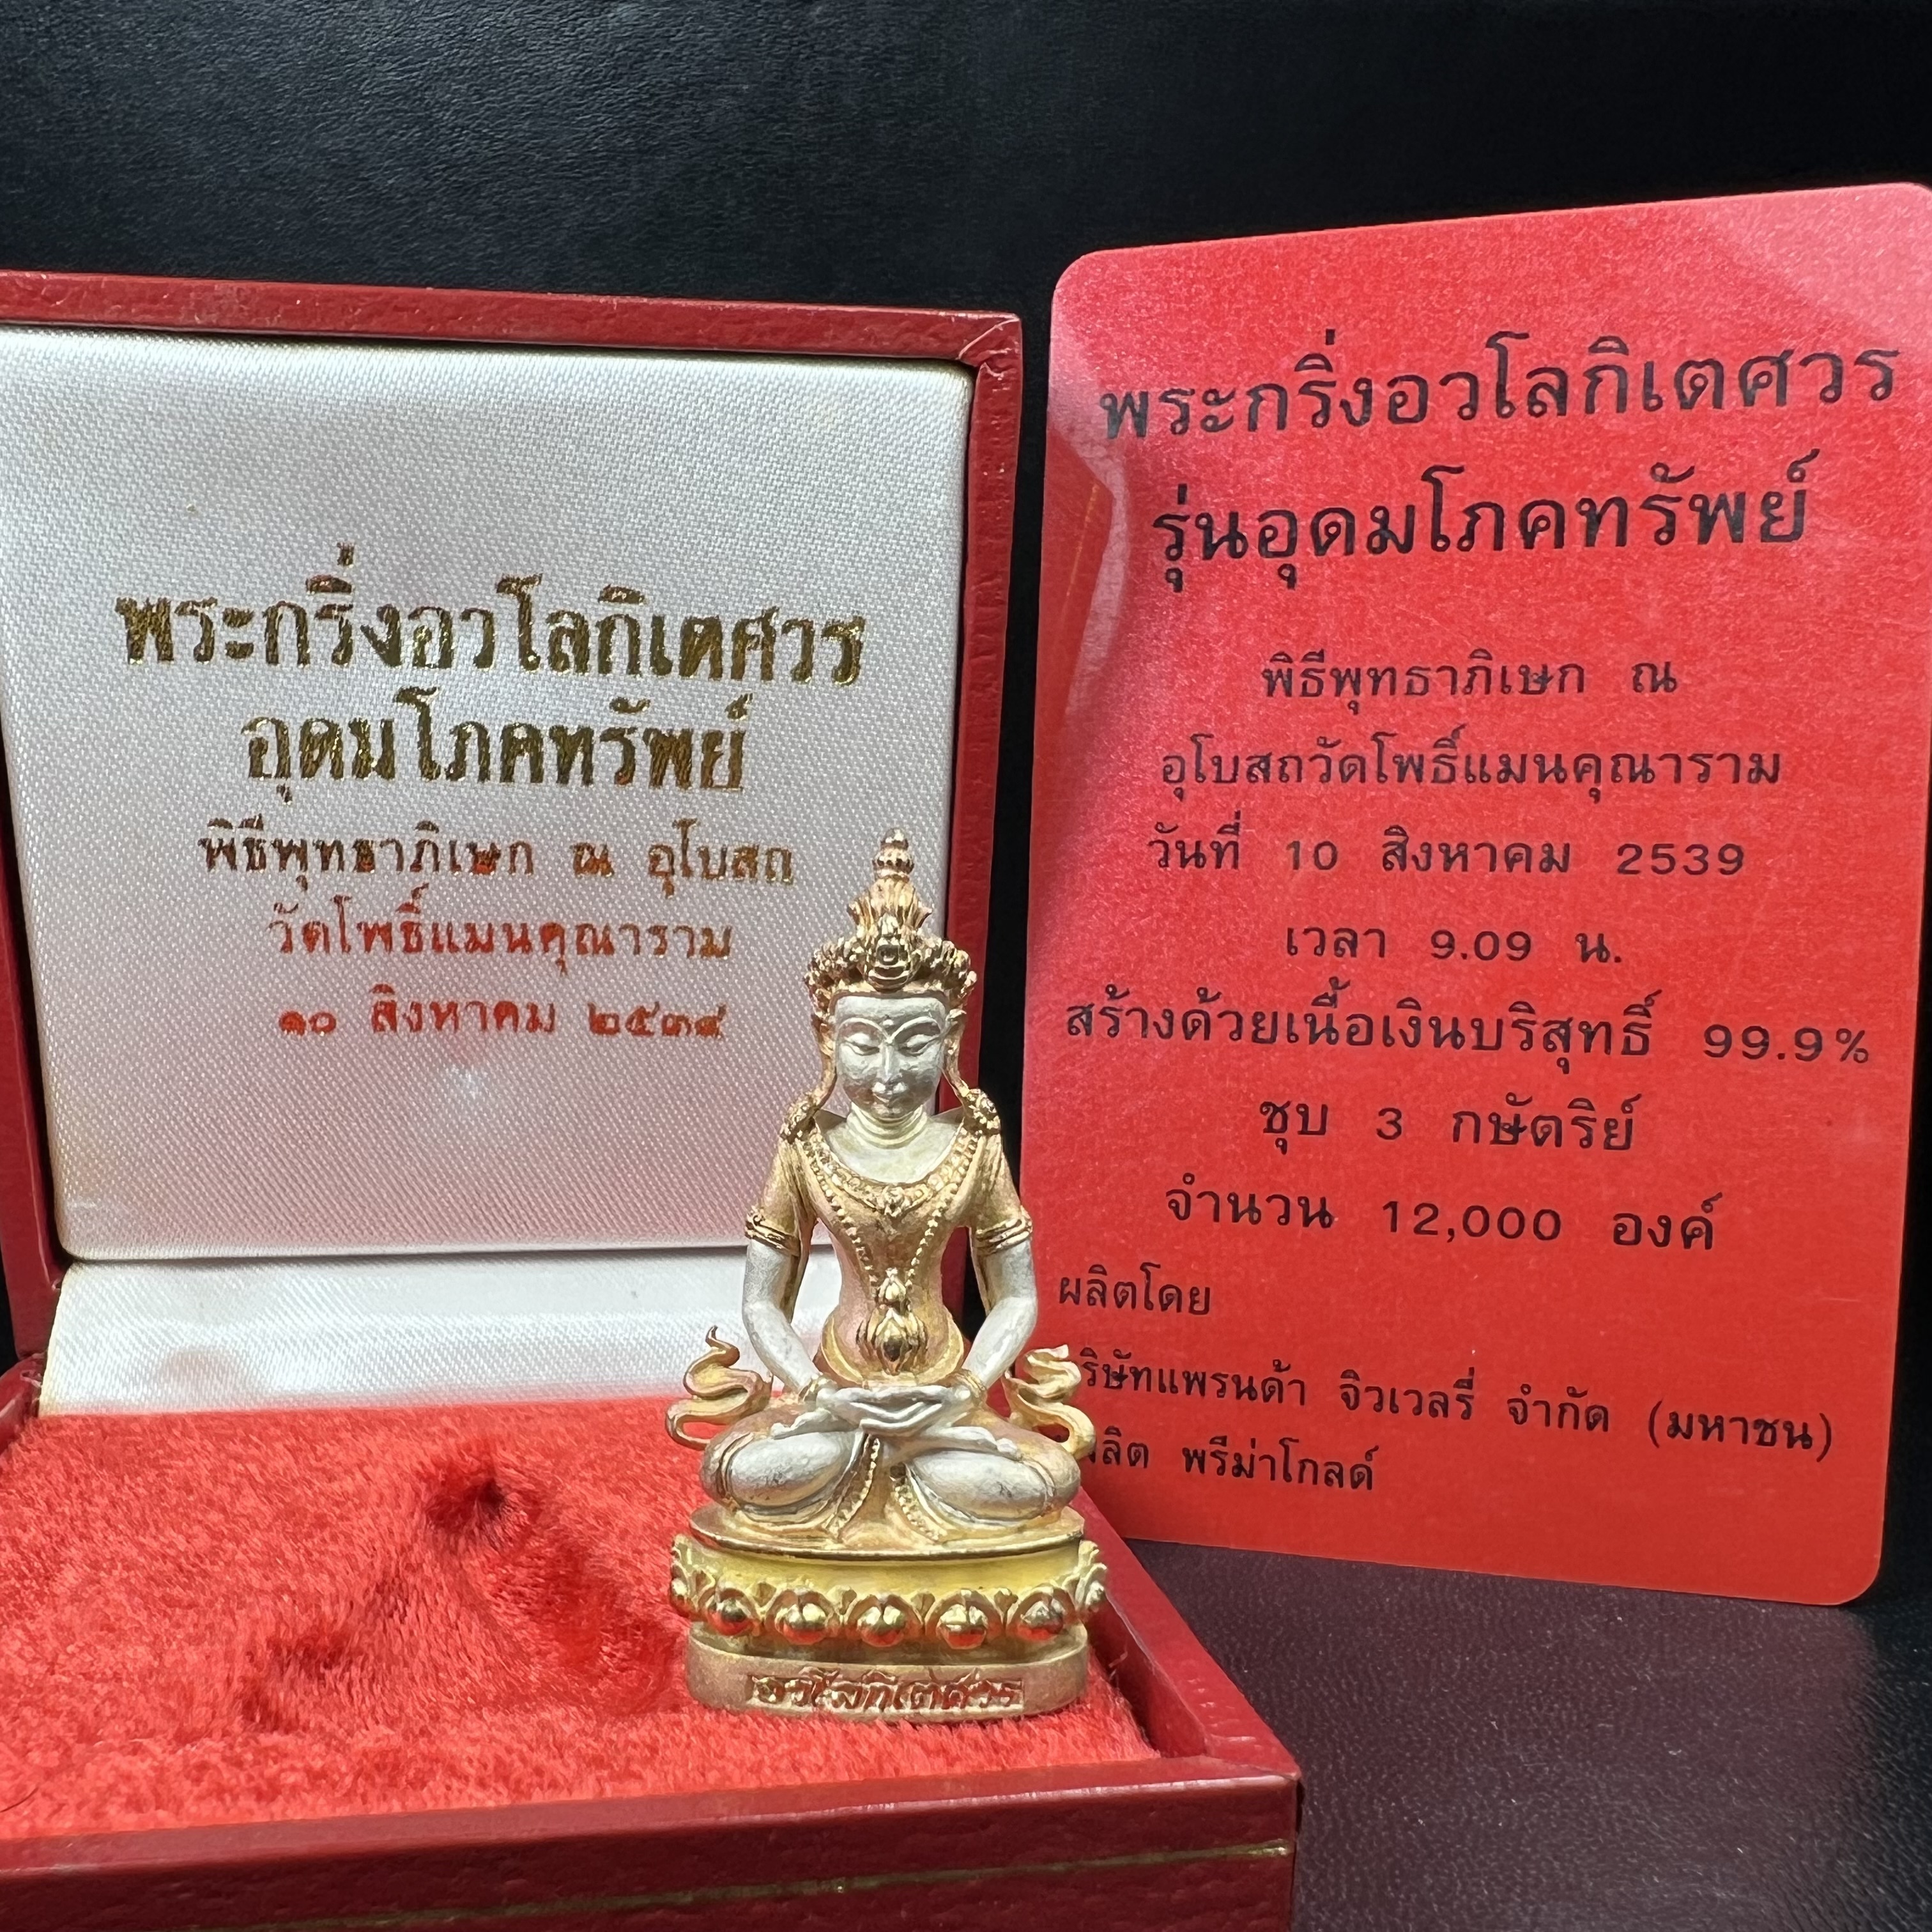 พระกริ่งอวโลกิเตศวร
อุดมโภคทรัพย์
พิธีพุทธาภิเษก ณ อุโบสถ
วัดโพธิ์แมนคุณาราม
๑๐ สิงหาคม ๒๕๓๙
พระกริ่งอวโลกิเตศวร
รุ่นอุดมโภคทรัพย์
พิธีพุทธาภิเษก ณ
อุโบสถวัดโพธิ์แมนคุณาราม
วันที่ 10 สิงหาคม 2539
เวลา 9.09 น.
สร้างด้วยเนื้อเงินบริสุทธิ์ 99.9%
ชุบ 3 กษัตริย์
จำนวน 12,000 องค์
ผลิตโดย
ริษัทแพรนด้า จิวเวลรี่ จำกัด (มหาชน)
ลิต พรีม่าโกลด์
อวโลกิเตศวร